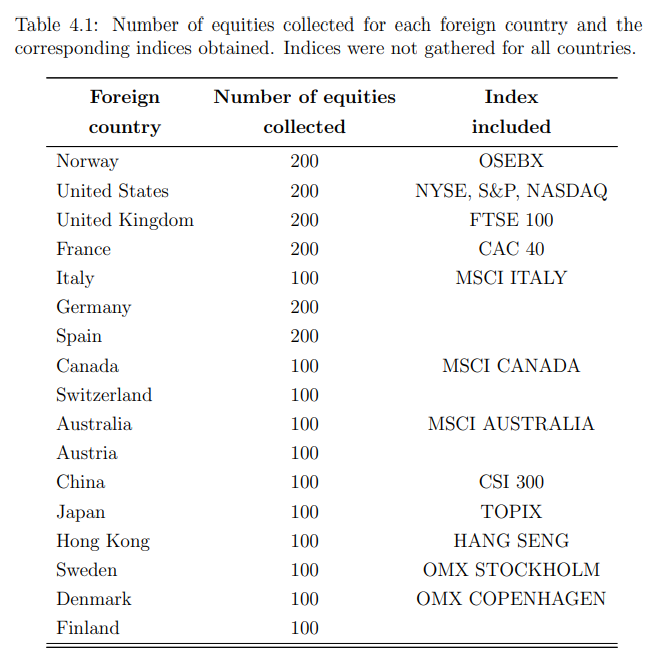 Table 4.1: Number of equities collected for each foreign country and the
corresponding indices obtained. Indices were not gathered for all countries.
Foreign Number of equities Index
country collected included
Norway 200 OSEBX
United States 200 NYSE, S&P, NASDAQ
United Kingdom 200 FTSE 100
France 200 CAC 40
Italy 100 MSCI ITALY
Germany 200
Spain 200
Canada 100 MSCI CANADA
Switzerland 100
Australia 100 MSCI AUSTRALIA
Austria 100
China 100 CSI 300
Japan 100 TOPIX
Hong Kong 100 HANG SENG
Sweden 100 OMX STOCKHOLM
Denmark 100 OMX COPENHAGEN
Finland 100